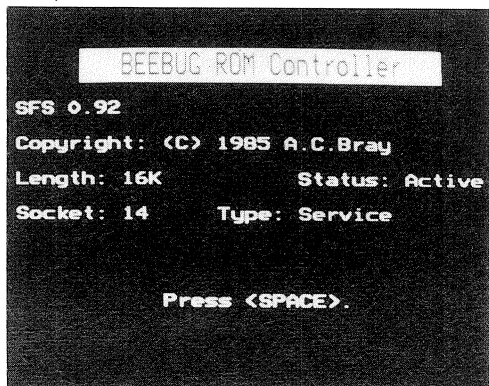 BEEBUG ROM Controller
SFS 0.92
Copyright: (C) 1985 A.C.Bray
Length: 16K Status: Active
Socket: 14 Type: Service
Press <SPACE>.